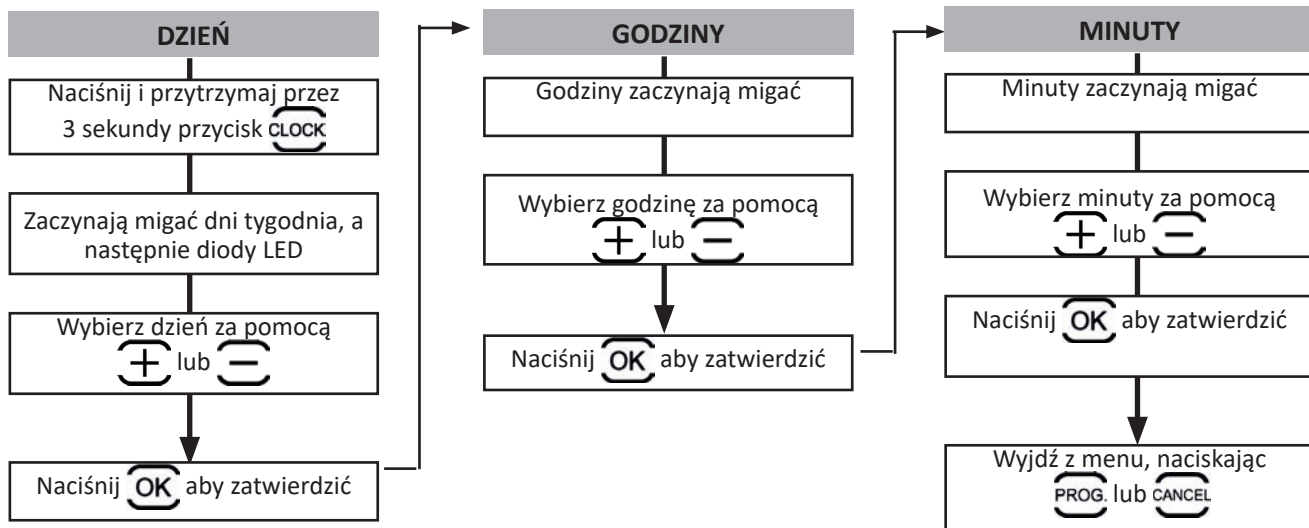 DZIEŃ
Naciśnij i przytrzymaj przez
3 sekundy przycisk CLOCK
Zaczynają migać dni tygodnia, a
następnie diody LED
Wybierz dzień za pomocą
+ lub −
Naciśnij OK aby zatwierdzić
GODZINY
Godziny zaczynają migać
Wybierz godzinę za pomocą
+ lub −
Naciśnij OK aby zatwierdzić
MINUTY
Minuty zaczynają migać
Wybierz minuty za pomocą
+ lub −
Naciśnij OK aby zatwierdzić
Wyjdź z menu, naciskając
PROG. lub CANCEL